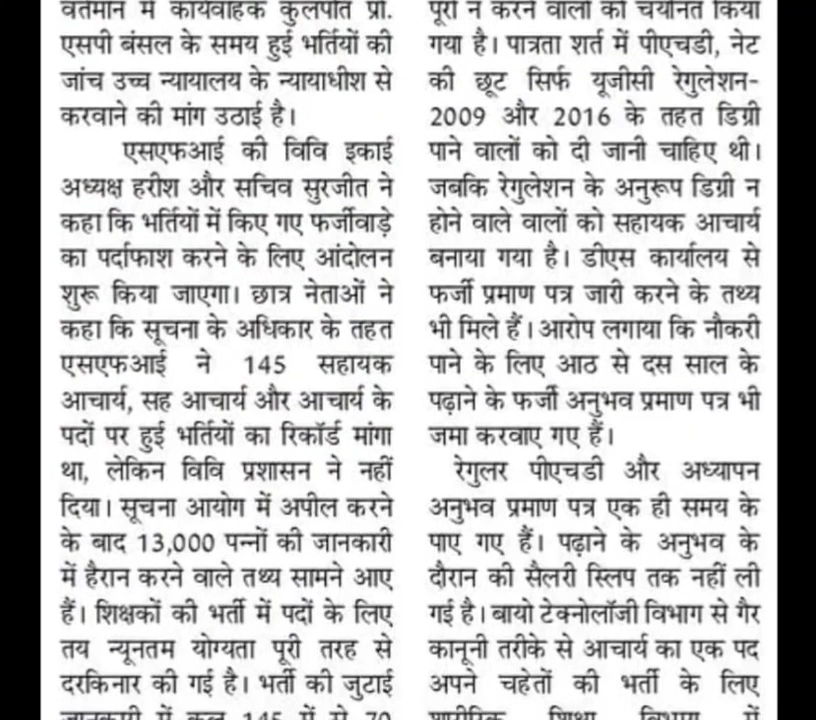 वर्तमान में कार्यवाहक कुलपति प्रो.
एसपी बंसल के समय हुई भर्तियों की
जांच उच्च न्यायालय के न्यायाधीश से
करवाने की मांग उठाई है।
एसएफआई की विवि इकाई
अध्यक्ष हरीश और सचिव सुरजीत ने
कहा कि भर्तियों में किए गए फर्जीवाड़े
का पर्दाफाश करने के लिए आंदोलन
शुरू किया जाएगा। छात्र नेताओं ने
कहा कि सूचना के अधिकार के तहत
एसएफआई ने 145 सहायक
आचार्य, सह आचार्य और आचार्य के
पदों पर हुई भर्तियों का रिकॉर्ड मांगा
था, लेकिन विवि प्रशासन ने नहीं
दिया। सूचना आयोग में अपील करने
के बाद 13,000 पन्नों की जानकारी
में हैरान करने वाले तथ्य सामने आए
हैं। शिक्षकों की भर्ती में पदों के लिए
तय न्यूनतम योग्यता पूरी तरह से
दरकिनार की गई है। भर्ती की जुटाई
जानकारी में कुल 145 में से 70
पूरा न करने वालों को चयनित किया
गया है। पात्रता शर्त में पीएचडी, नेट
की छूट सिर्फ यूजीसी रेगुलेशन-
2009 और 2016 के तहत डिग्री
पाने वालों को दी जानी चाहिए थी।
जबकि रेगुलेशन के अनुरूप डिग्री न
होने वाले वालों को सहायक आचार्य
बनाया गया है। डीएस कार्यालय से
फर्जी प्रमाण पत्र जारी करने के तथ्य
भी मिले हैं। आरोप लगाया कि नौकरी
पाने के लिए आठ से दस साल के
पढ़ाने के फर्जी अनुभव प्रमाण पत्र भी
जमा करवाए गए हैं।
रेगुलर पीएचडी और अध्यापन
अनुभव प्रमाण पत्र एक ही समय के
पाए गए हैं। पढ़ाने के अनुभव के
दौरान की सैलरी स्लिप तक नहीं ली
गई है। बायो टेक्नोलॉजी विभाग से गैर
कानूनी तरीके से आचार्य का एक पद
अपने चहेतों की भर्ती के लिए
शारीरिक शिक्षा विभाग में